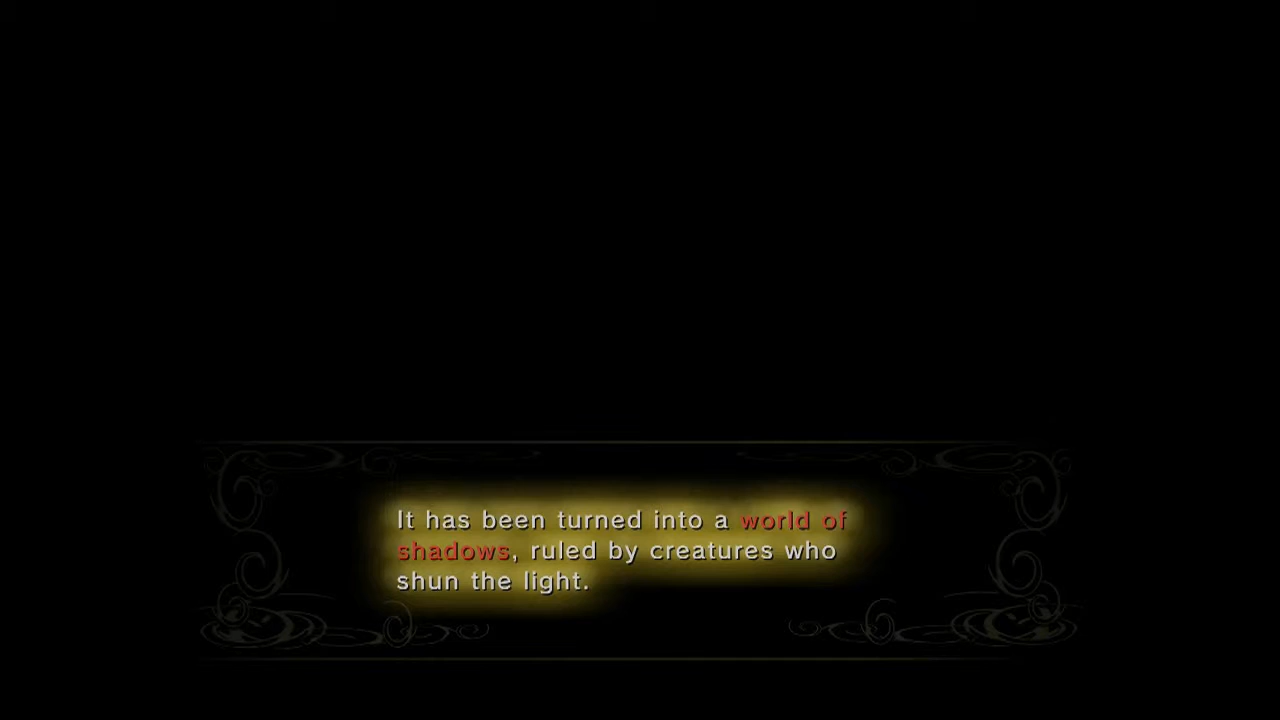 It has been turned into a world of
shadows, ruled by creatures who
shun the light.